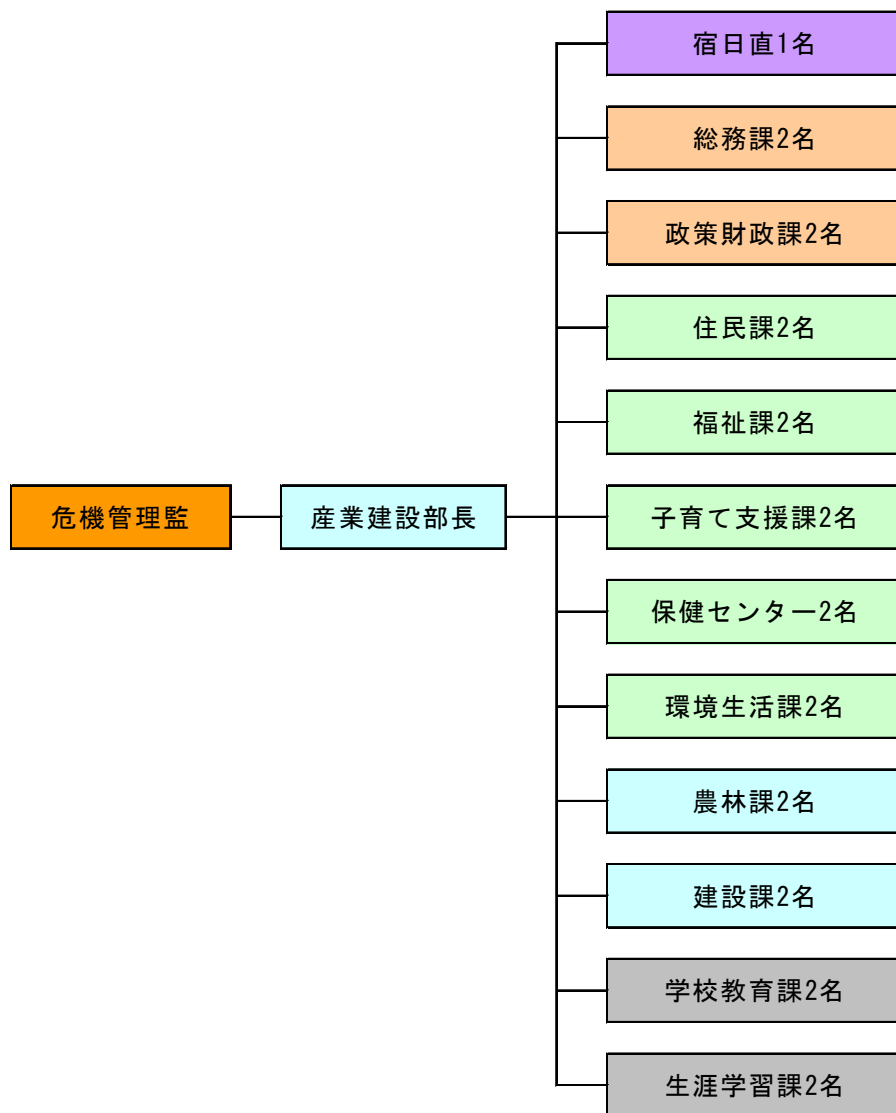 危機管理監
産業建設部長
宿日直1名
総務課2名
政策財政課2名
住民課2名
福祉課2名
子育て支援課2名
保健センター2名
環境生活課2名
農林課2名
建設課2名
学校教育課2名
生涯学習課2名